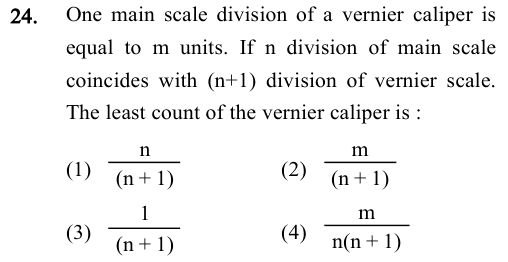 24. One main scale division of a vernier caliper is
equal to m units. If n division of main scale
coincides with (n+1) division of vernier scale.
The least count of the vernier caliper is :
(1) n/(n + 1) (2) m/(n + 1)
(3) 1/(n + 1) (4) m/n(n + 1)